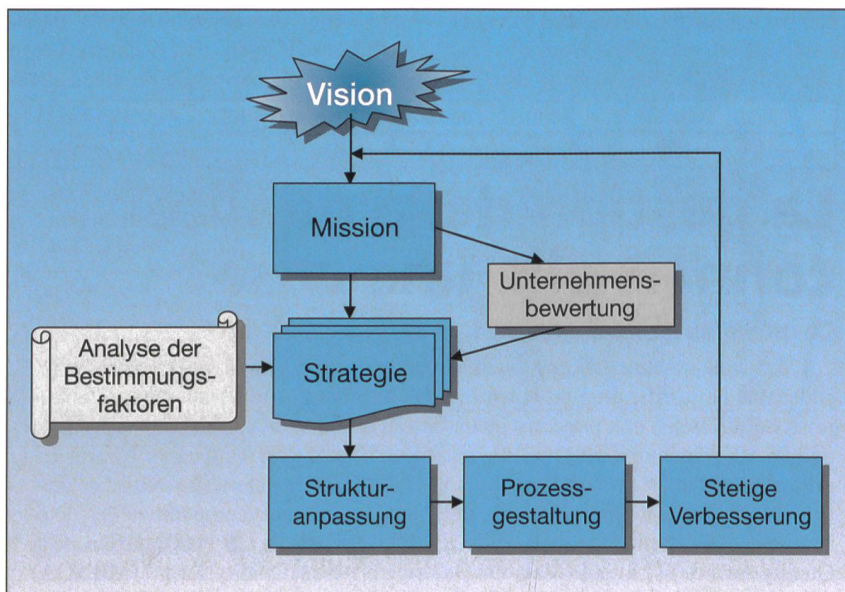 Vision
Mission
Unternehmens-
bewertung
Analyse der
Bestimmungs-
faktoren
Strategie
Struktur-
anpassung
Prozess-
gestaltung
Stetige
Verbesserung